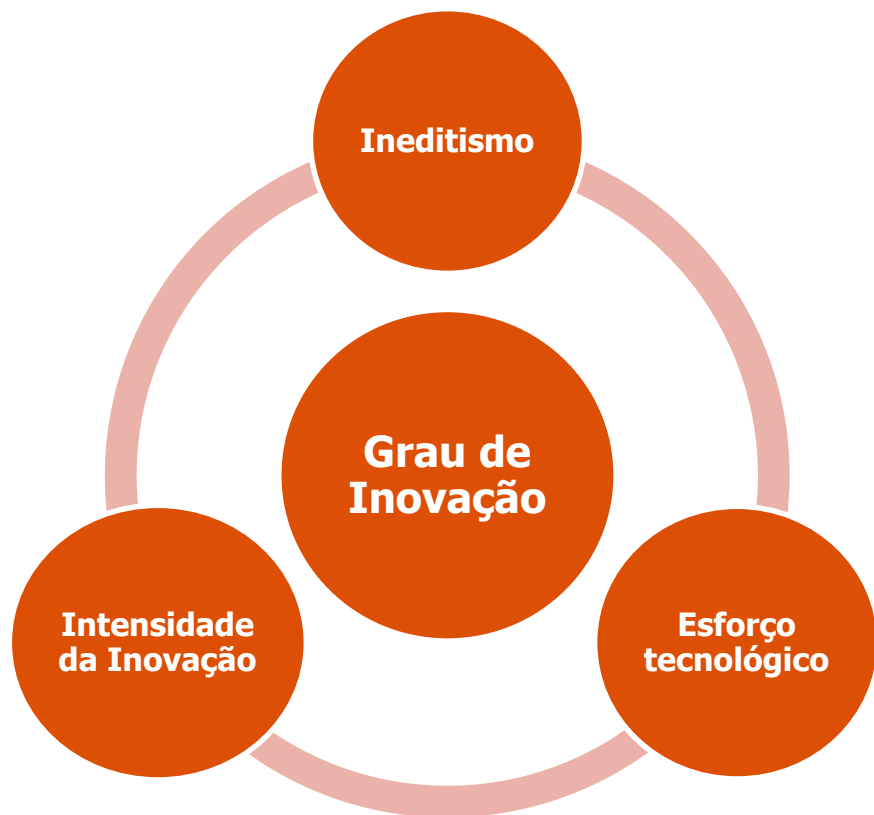 Ineditismo
Grau de
Inovação
Intensidade
da Inovação
Esforço
tecnológico